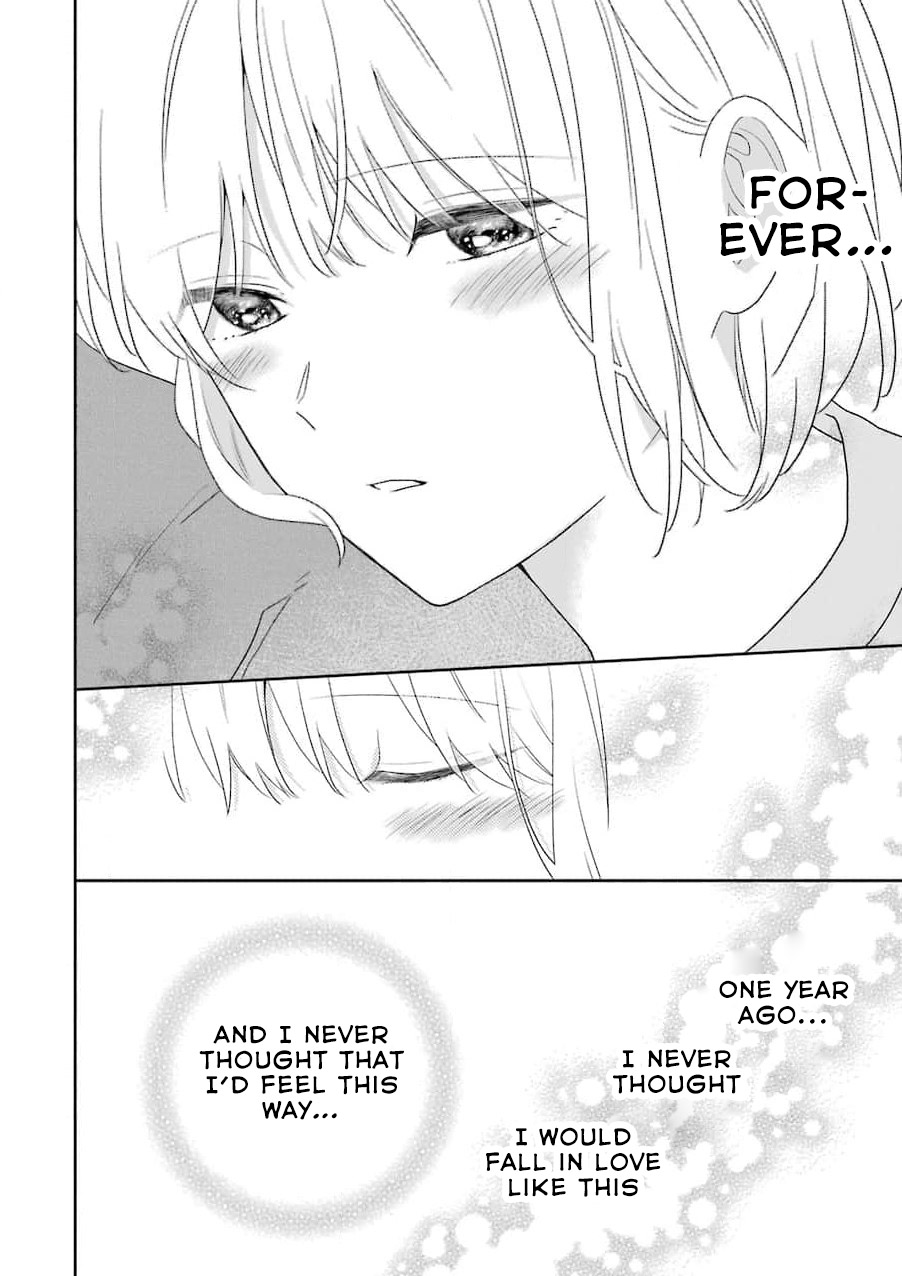 FOR-
EVER...
ONE YEAR
AGO...
I NEVER
THOUGHT
I WOULD
FALL IN LOVE
LIKE THIS
AND I NEVER
THOUGHT THAT
I'D FEEL THIS
WAY...